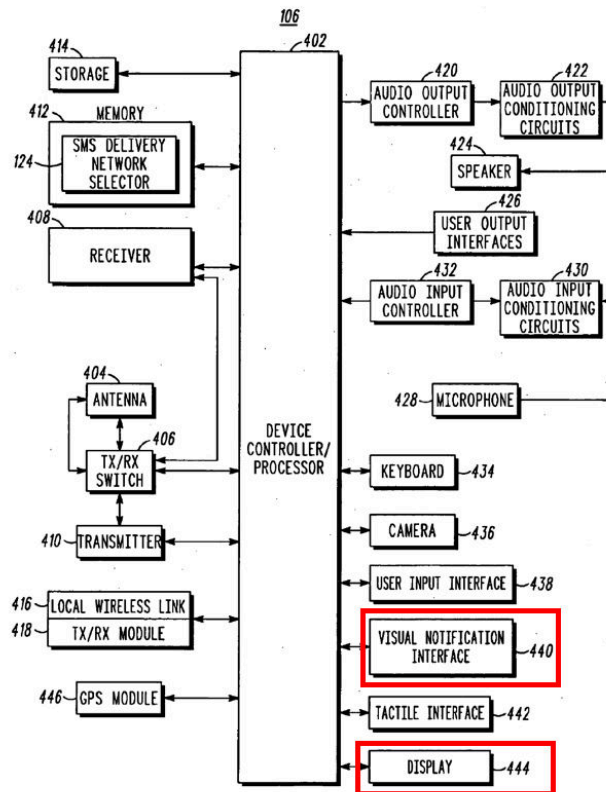 106
402
414
STORAGE
412
MEMORY
124
SMS DELIVERY
NETWORK
SELECTOR
408
RECEIVER
404
ANTENNA
406
TX/RX
SWITCH
410
TRANSMITTER
416
LOCAL WIRELESS LINK
418
TX/RX MODULE
446
GPS MODULE
DEVICE
CONTROLLER/
PROCESSOR
420
AUDIO OUTPUT
CONTROLLER
422
AUDIO OUTPUT
CONDITIONING
CIRCUITS
424
SPEAKER
426
USER OUTPUT
INTERFACES
432
AUDIO INPUT
CONTROLLER
430
AUDIO INPUT
CONDITIONING
CIRCUITS
428
MICROPHONE
KEYBOARD
434
CAMERA
436
USER INPUT INTERFACE
438
VISUAL NOTIFICATION
INTERFACE
440
TACTILE INTERFACE
442
DISPLAY
444